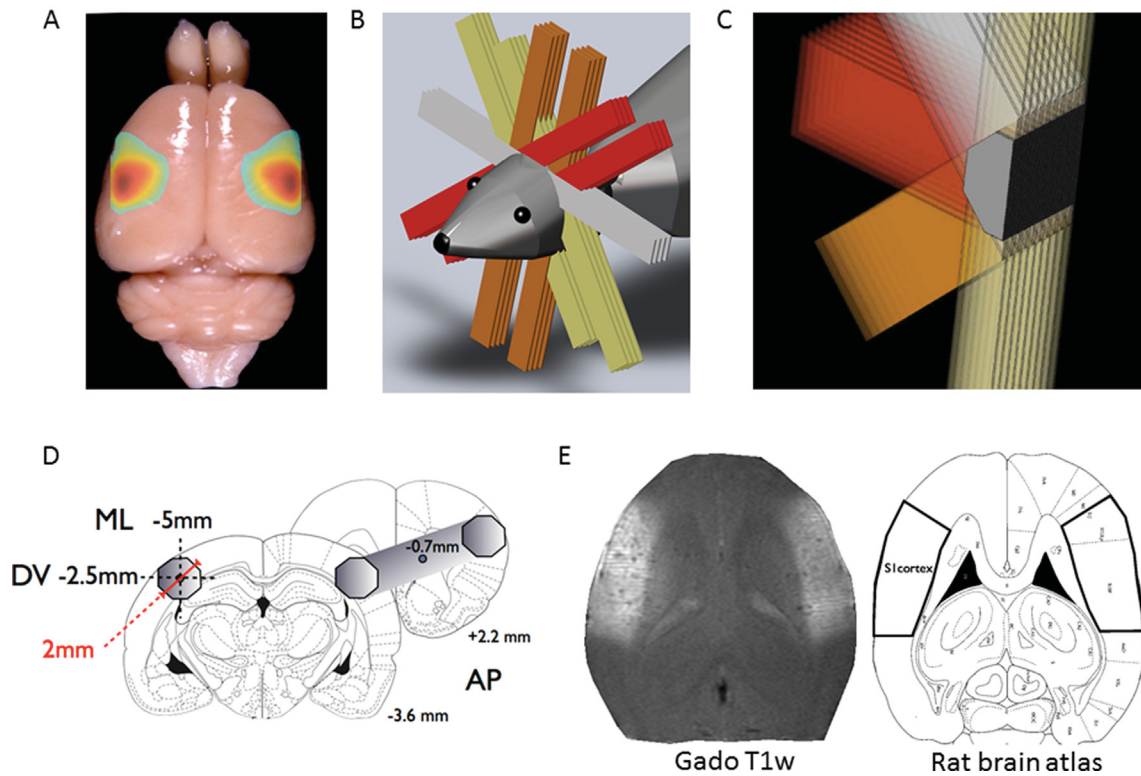 A
B
C
D
ML
-5mm
DV
-2.5mm
2mm
-0.7mm
+2.2 mm
AP
-3.6 mm
E
S1cortex
Gado T1w
Rat brain atlas